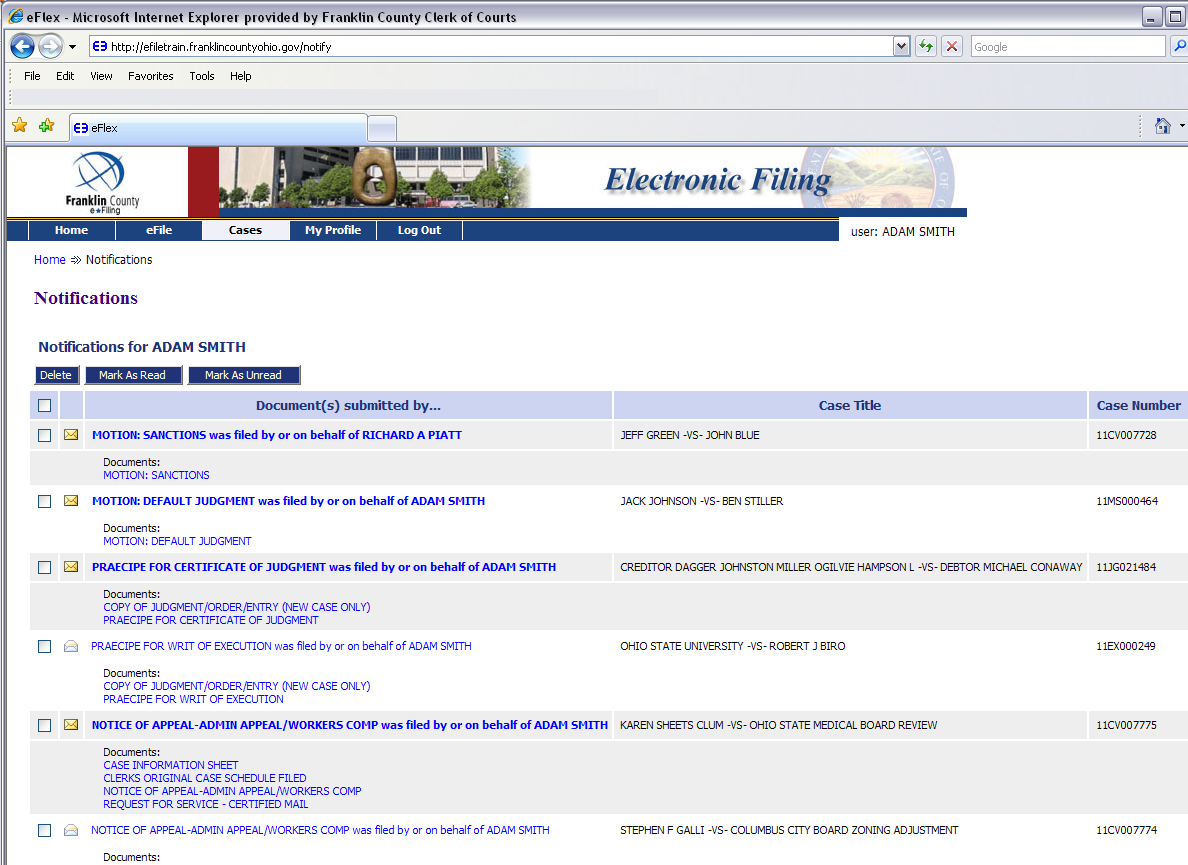 eFlex - Microsoft Internet Explorer provided by Franklin County Clerk of Courts
http://efiletrain.franklincountyohio.gov/notify
Google
File Edit View Favorites Tools Help
eFlex
Franklin County
e★Filing
Electronic Filing
Home eFile Cases My Profile Log Out
user: ADAM SMITH
Home ⇒ Notifications
Notifications
Notifications for ADAM SMITH
Delete Mark As Read Mark As Unread
Document(s) submitted by... Case Title Case Number
MOTION: SANCTIONS was filed by or on behalf of RICHARD A PIATT JEFF GREEN -VS- JOHN BLUE 11CV007728
Documents:
MOTION: SANCTIONS
MOTION: DEFAULT JUDGMENT was filed by or on behalf of ADAM SMITH JACK JOHNSON -VS- BEN STILLER 11MS000464
Documents:
MOTION: DEFAULT JUDGMENT
PRAECIPE FOR CERTIFICATE OF JUDGMENT was filed by or on behalf of ADAM SMITH CREDITOR DAGGER JOHNSTON MILLER OGILVIE HAMPSON L -VS- DEBTOR MICHAEL CONAWAY 11JG021484
Documents:
COPY OF JUDGMENT/ORDER/ENTRY (NEW CASE ONLY)
PRAECIPE FOR CERTIFICATE OF JUDGMENT
PRAECIPE FOR WRIT OF EXECUTION was filed by or on behalf of ADAM SMITH OHIO STATE UNIVERSITY -VS- ROBERT J BIRO 11EX000249
Documents:
COPY OF JUDGMENT/ORDER/ENTRY (NEW CASE ONLY)
PRAECIPE FOR WRIT OF EXECUTION
NOTICE OF APPEAL-ADMIN APPEAL/WORKERS COMP was filed by or on behalf of ADAM SMITH KAREN SHEETS CLUM -VS- OHIO STATE MEDICAL BOARD REVIEW 11CV007775
Documents:
CASE INFORMATION SHEET
CLERKS ORIGINAL CASE SCHEDULE FILED
NOTICE OF APPEAL-ADMIN APPEAL/WORKERS COMP
REQUEST FOR SERVICE - CERTIFIED MAIL
NOTICE OF APPEAL-ADMIN APPEAL/WORKERS COMP was filed by or on behalf of ADAM SMITH STEPHEN F GALLI -VS- COLUMBUS CITY BOARD ZONING ADJUSTMENT 11CV007774
Documents: